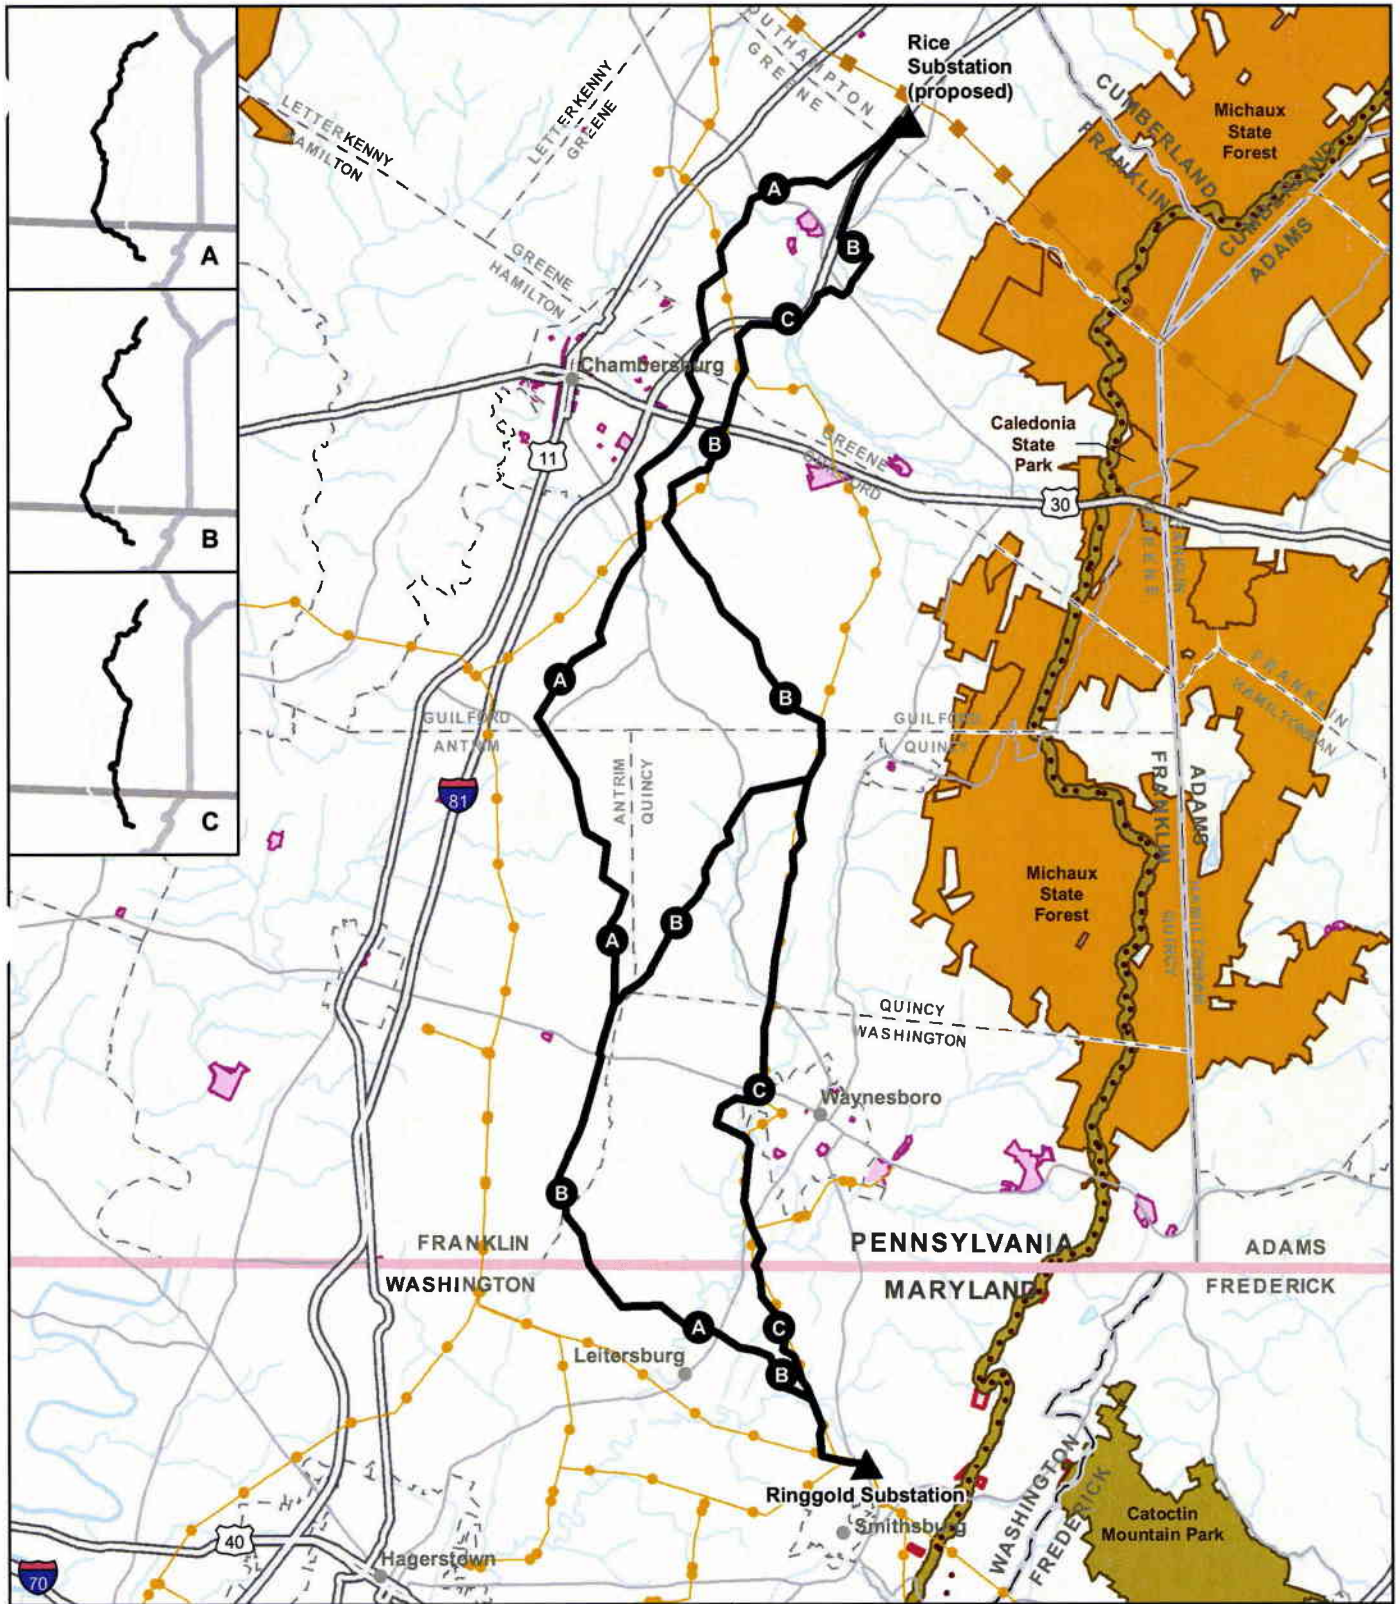 A
B
C
Rice
Substation
(proposed)
SOUTHAMPTON
GREENE
LETTERKENNY
GREENE
LETTERKENNY
HAMILTON
GREENE
HAMILTON
CUMBERLAND
FRANKLIN
Michaux
State
Forest
CUMBERLAND
ADAMS
A
B
C
Chambersburg
11
B
GREENE
GUILFORD
Caledonia
State
Park
30
FRANKLIN
HAMILTONBAN
A
B
GUILFORD
ANTRIM
GUILFORD
QUINCY
ANTRIM
QUINCY
81
FRANKLIN
ADAMS
Michaux
State
Forest
QUINCY
HAMILTONBAN
A
B
QUINCY
WASHINGTON
C
Waynesboro
B
FRANKLIN
WASHINGTON
PENNSYLVANIA
MARYLAND
ADAMS
FREDERICK
A
C
Leitersburg
B
Ringgold Substation
Smithsburg
WASHINGTON
FREDERICK
Catoctin
Mountain Park
40
Hagerstown
70